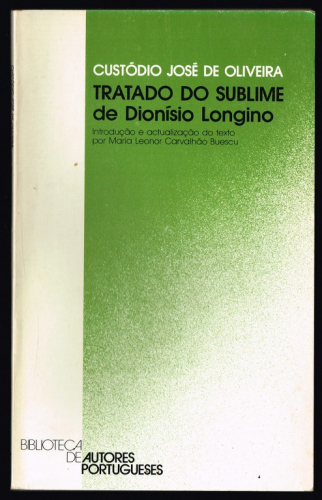 CUSTÓDIO JOSÉ DE OLIVEIRA
TRATADO DO SUBLIME
de Dionísio Longino
Introdução e actualização do texto
por Maria Leonor Carvalhão Buescu
BIBLIOTECA
DE AUTORES
PORTUGUESES